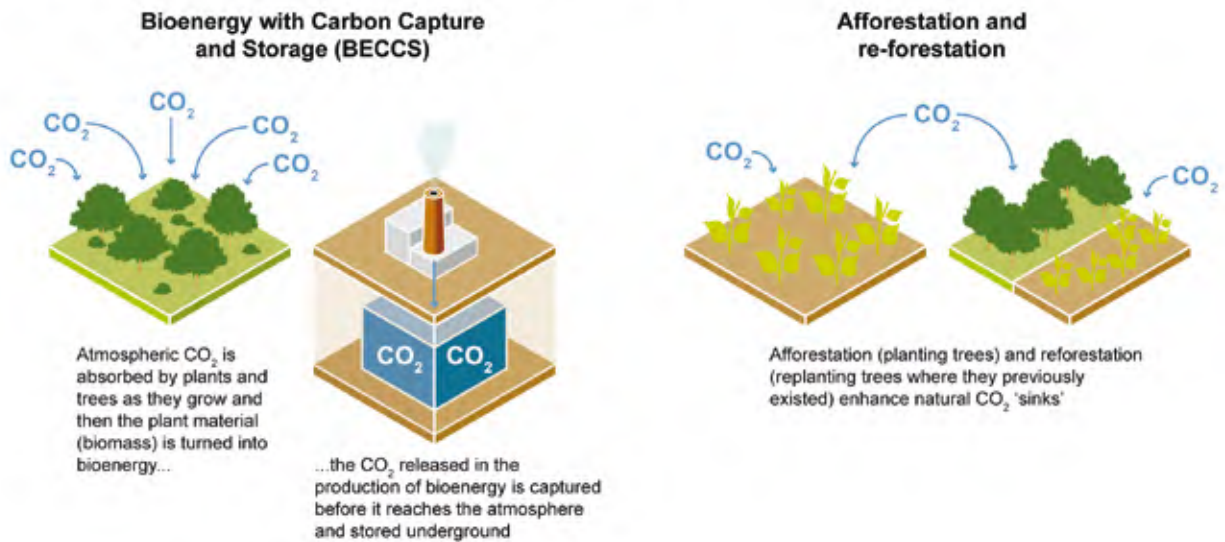 Bioenergy with Carbon Capture
and Storage (BECCS)
CO₂
CO₂
CO₂
CO₂
CO₂
Atmospheric CO₂ is
absorbed by plants and
trees as they grow and
then the plant material
(biomass) is turned into
bioenergy...
CO₂
CO₂
...the CO₂ released in the
production of bioenergy is captured
before it reaches the atmosphere
and stored underground
Afforestation and
re-forestation
CO₂
CO₂
CO₂
Afforestation (planting trees) and reforestation
(replanting trees where they previously
existed) enhance natural CO₂ ‘sinks’